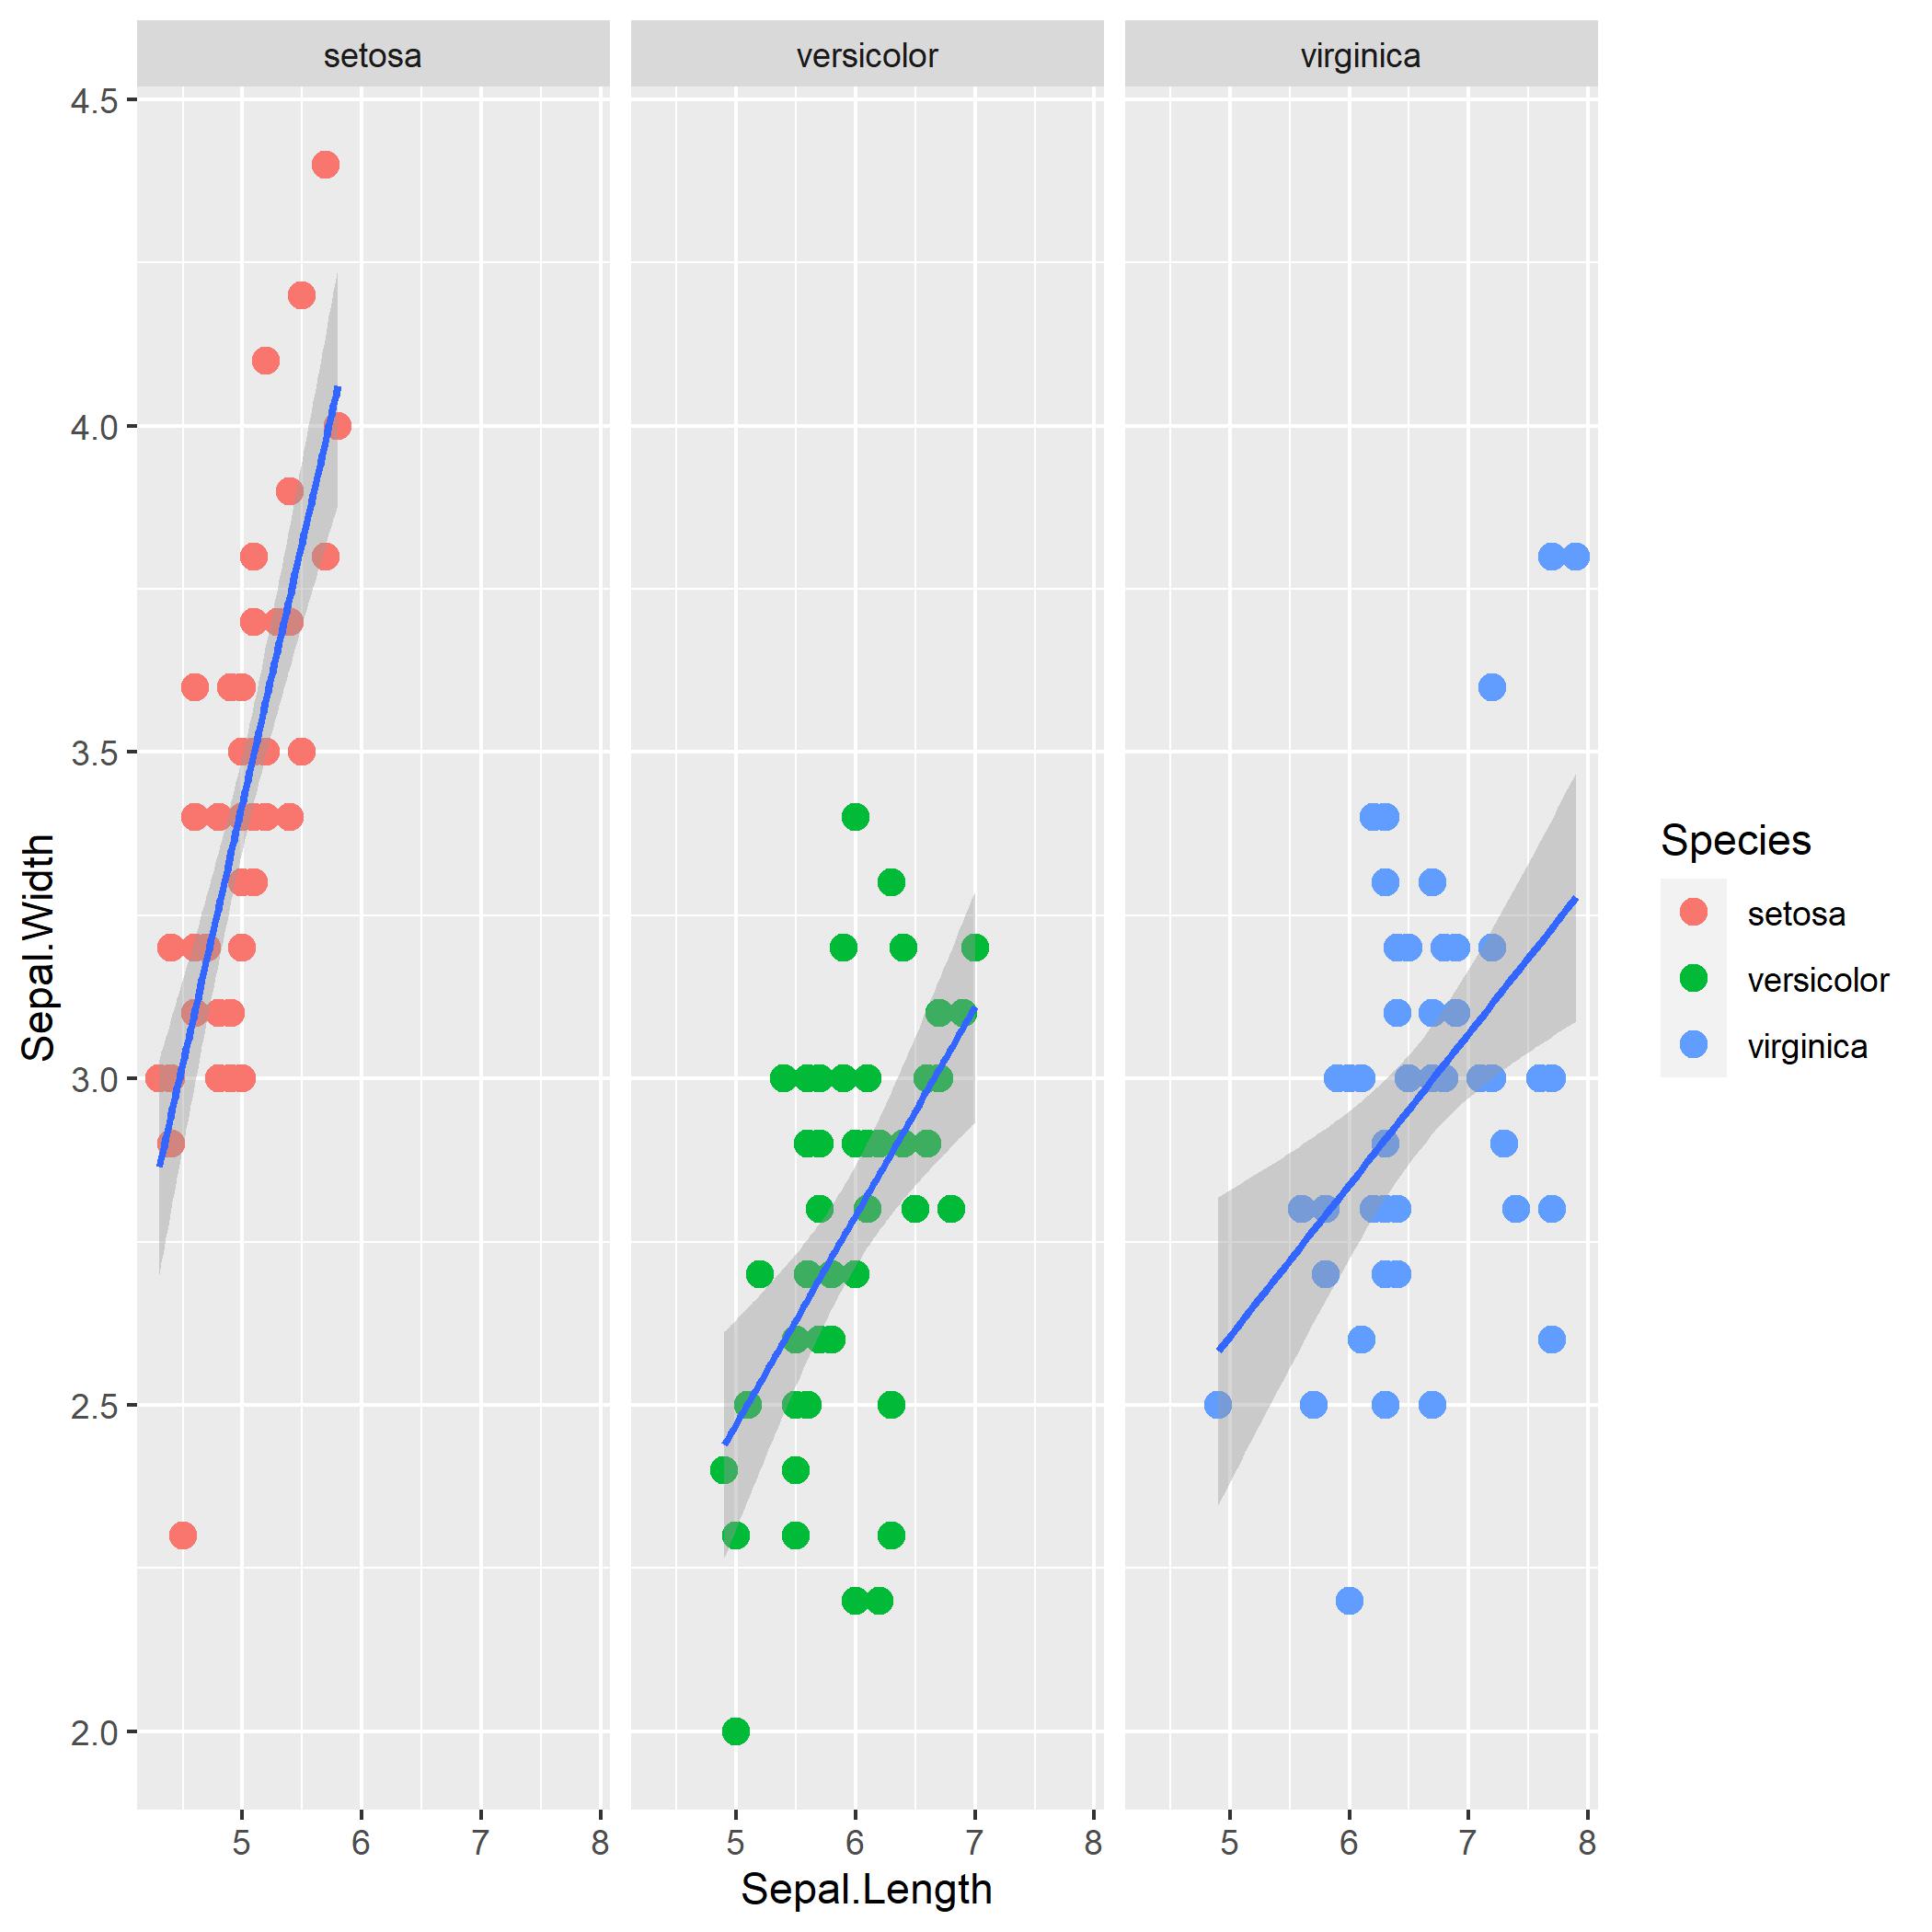 setosa
versicolor
virginica
4.5
4.0
3.5
3.0
2.5
2.0
Sepal.Width
5 6 7 8
5 6 7 8
5 6 7 8
Sepal.Length
Species
setosa
versicolor
virginica